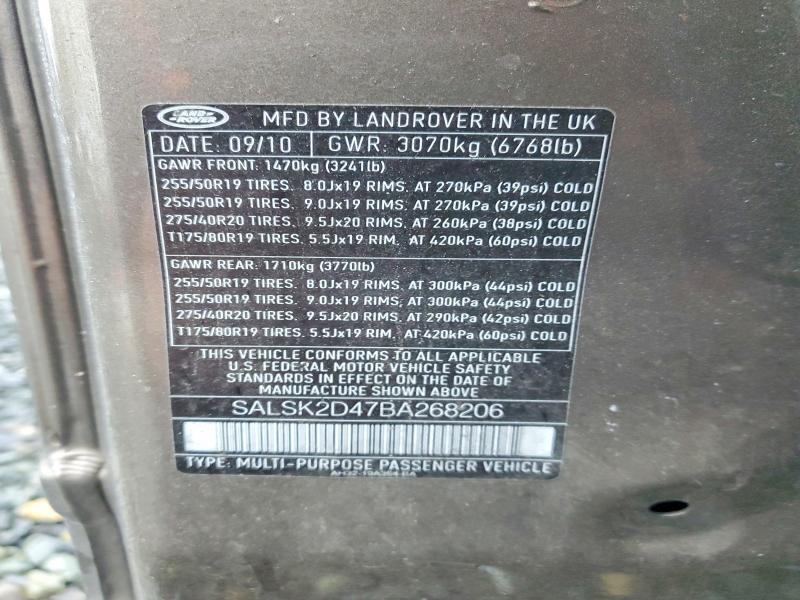 LAND ROVER MFD BY LANDROVER IN THE UK
DATE: 09/10 GWR: 3070kg (6768lb)
GAWR FRONT: 1470kg (3241lb)
255/50R19 TIRES. 8.0Jx19 RIMS. AT 270kPa (39psi) COLD
255/50R19 TIRES. 9.0Jx19 RIMS. AT 270kPa (39psi) COLD
275/40R20 TIRES. 9.5Jx20 RIMS. AT 260kPa (38psi) COLD
T175/80R19 TIRES. 5.5Jx19 RIM. AT 420kPa (60psi) COLD
GAWR REAR: 1710kg (3770lb)
255/50R19 TIRES. 8.0Jx19 RIMS. AT 300kPa (44psi) COLD
255/50R19 TIRES. 9.0Jx19 RIMS. AT 300kPa (44psi) COLD
275/40R20 TIRES. 9.5Jx20 RIMS. AT 290kPa (42psi) COLD
T175/80R19 TIRES. 5.5Jx19 RIM. AT 420kPa (60psi) COLD
THIS VEHICLE CONFORMS TO ALL APPLICABLE
U.S. FEDERAL MOTOR VEHICLE SAFETY
STANDARDS IN EFFECT ON THE DATE OF
MANUFACTURE SHOWN ABOVE.
SALSK2D47BA268206
TYPE: MULTI-PURPOSE PASSENGER VEHICLE